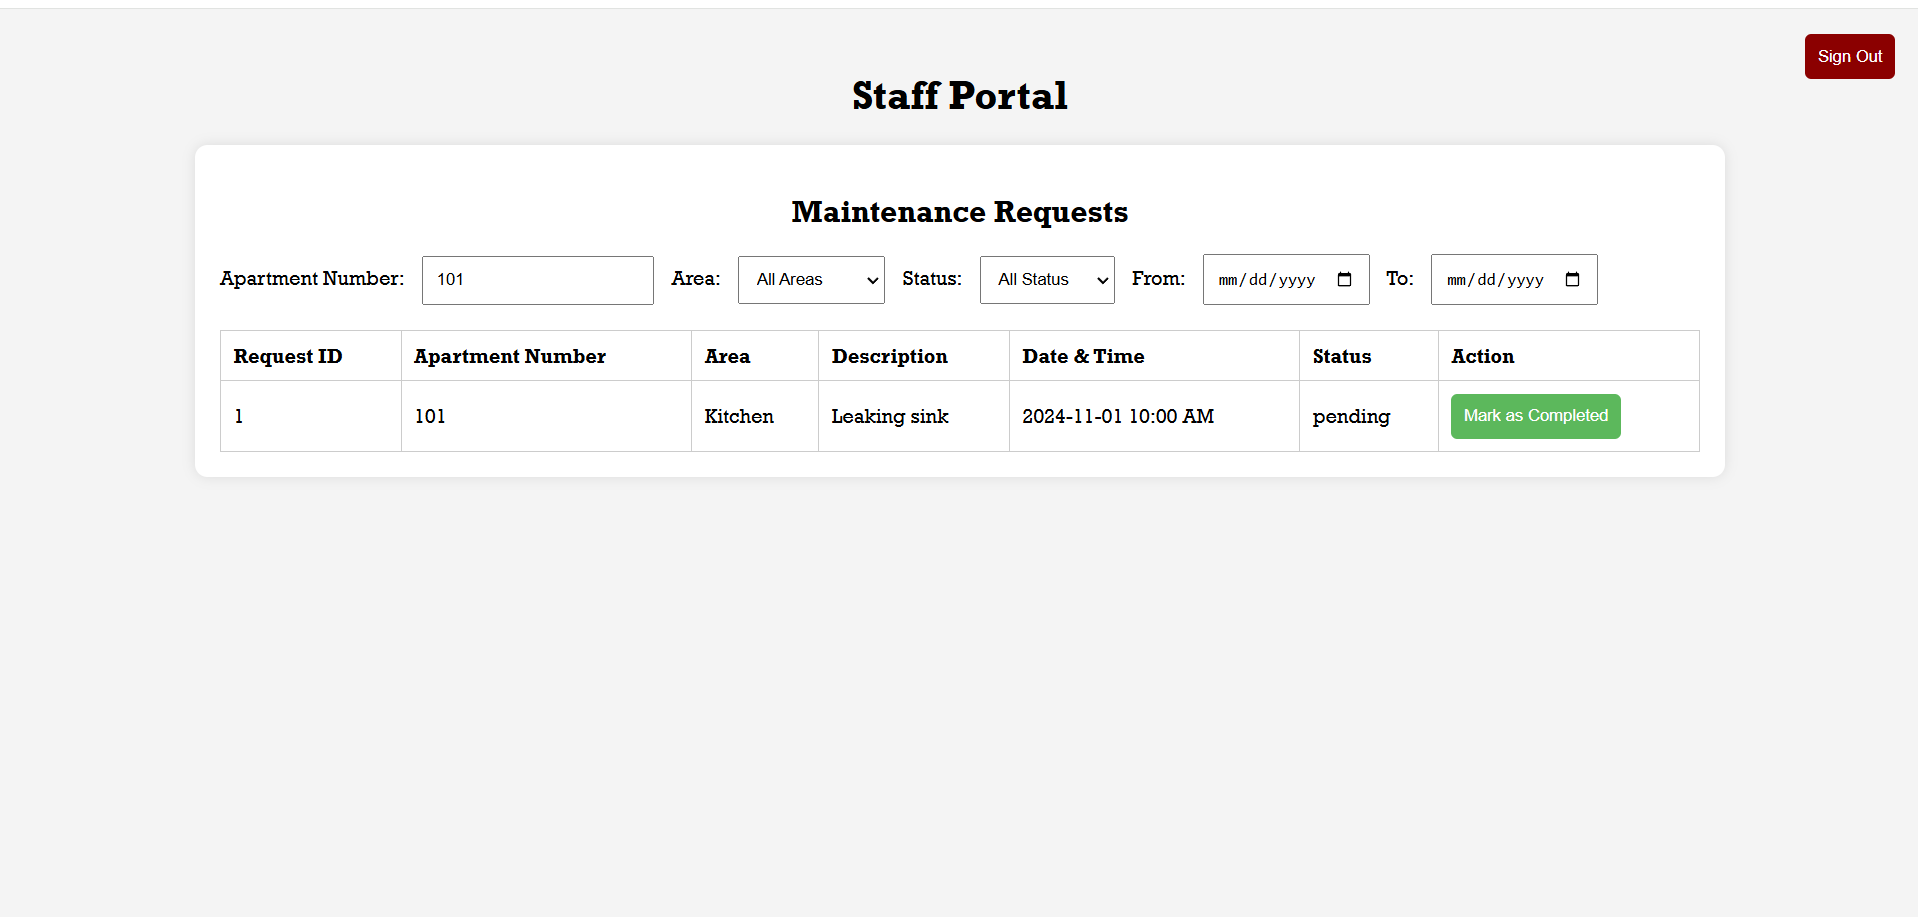 Sign Out
Staff Portal
Maintenance Requests
Apartment Number: 101 Area: All Areas Status: All Status From: mm/dd/yyyy To: mm/dd/yyyy
Request ID Apartment Number Area Description Date & Time Status Action
1 101 Kitchen Leaking sink 2024-11-01 10:00 AM pending Mark as Completed